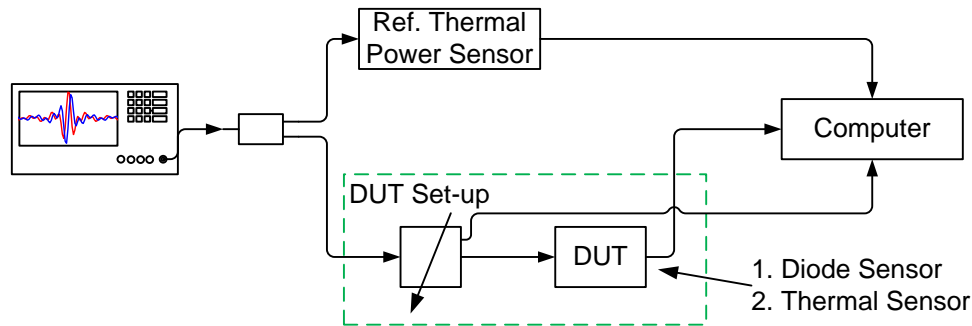 Ref. Thermal
Power Sensor
Computer
DUT Set-up
DUT
1. Diode Sensor
2. Thermal Sensor